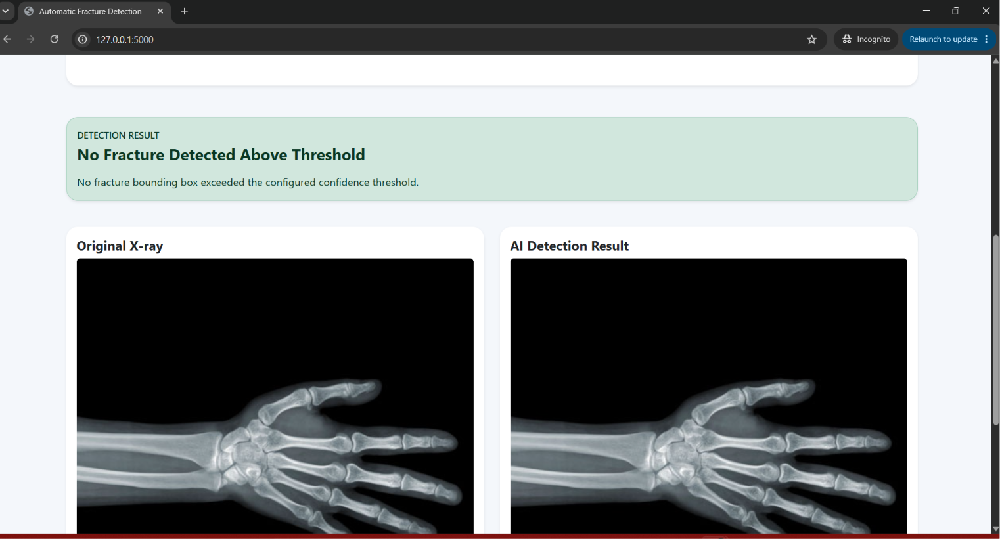 Automatic Fracture Detection
127.0.0.1:5000
Incognito
Relaunch to update
DETECTION RESULT
No Fracture Detected Above Threshold
No fracture bounding box exceeded the configured confidence threshold.
Original X-ray
AI Detection Result